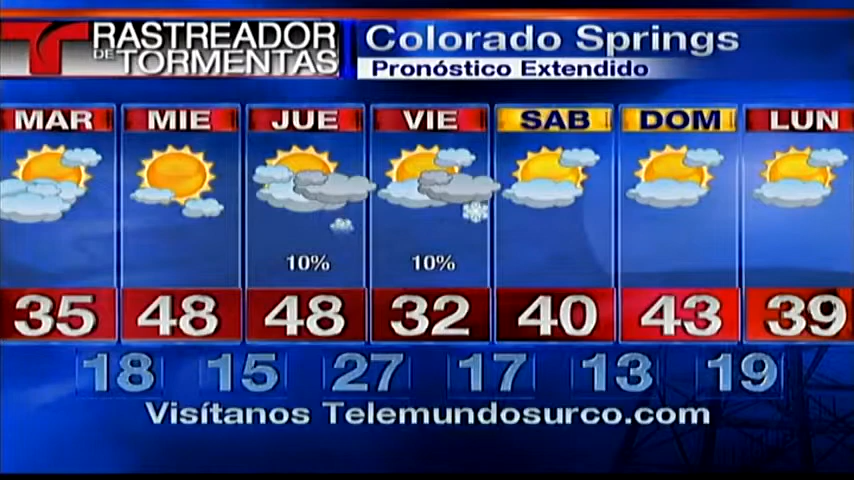 RASTREADOR
DE TORMENTAS
Colorado Springs
Pronóstico Extendido
MAR MIE JUE VIE SAB DOM LUN
10% 10%
35 48 48 32 40 43 39
18 15 27 17 13 19
Visítanos Telemundosurco.com